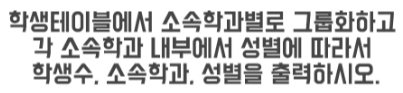 학생테이블에서 소속학과별로 그룹화하고
각 소속학과 내부에서 성별에 따라서
학생수, 소속학과, 성별을 출력하시오.